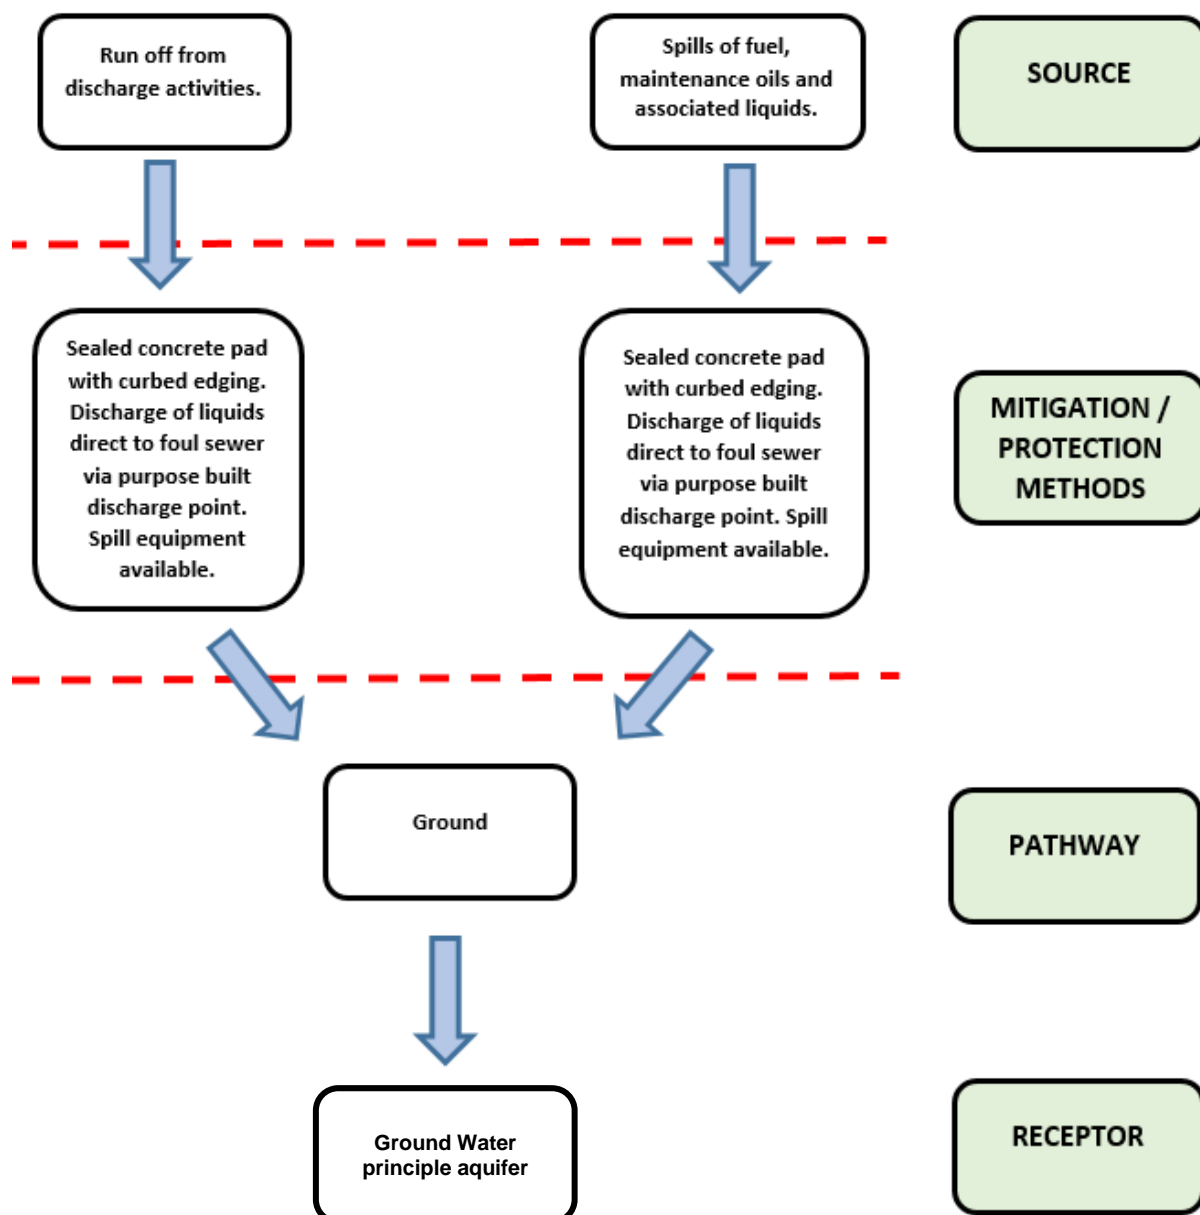 Run off from
discharge activities.
Spills of fuel,
maintenance oils and
associated liquids.
SOURCE
Sealed concrete pad
with curbed edging.
Discharge of liquids
direct to foul sewer
via purpose built
discharge point.
Spill equipment
available.
Sealed concrete pad
with curbed edging.
Discharge of liquids
direct to foul sewer
via purpose built
discharge point. Spill
equipment available.
MITIGATION /
PROTECTION
METHODS
Ground
PATHWAY
Ground Water
principle aquifer
RECEPTOR